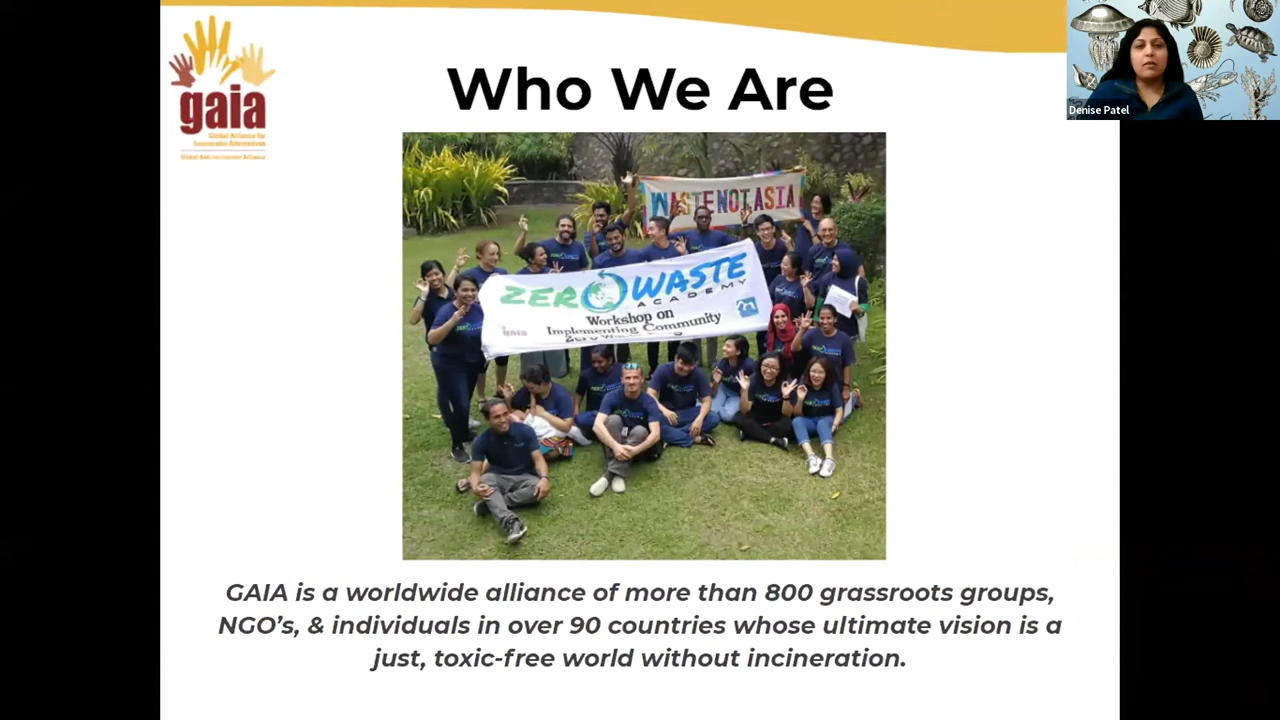 gaia
Global Alliance for
Incinerator Alternatives
Global Anti-Incinerator Alliance
Who We Are
Denise Patel
WASTE NOT ASIA
ZERO WASTE
ACADEMY
Workshop on
gaia
Implementing Community
GAIA is a worldwide alliance of more than 800 grassroots groups,
NGO's, & individuals in over 90 countries whose ultimate vision is a
just, toxic-free world without incineration.